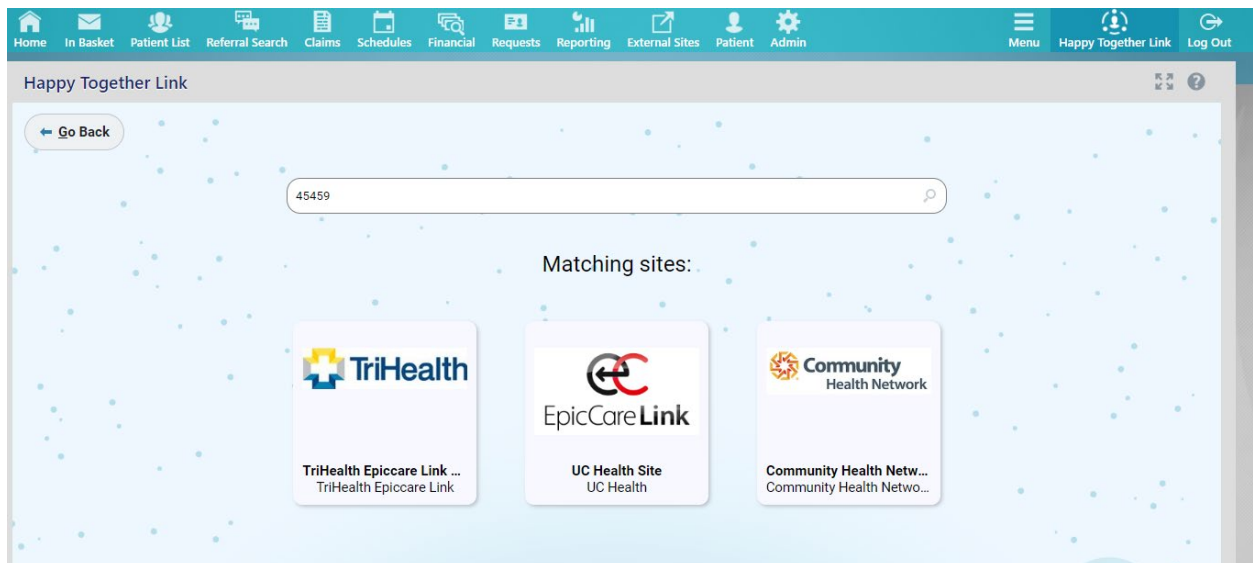 Home In Basket Patient List Referral Search Claims Schedules Financial Requests Reporting External Sites Patient Admin Menu Happy Together Link Log Out
Happy Together Link
Go Back
45459
Matching sites:
TriHealth
EpicCare Link
Community
Health Network
TriHealth Epiccare Link ...
TriHealth Epiccare Link
UC Health Site
UC Health
Community Health Netw...
Community Health Netwo...